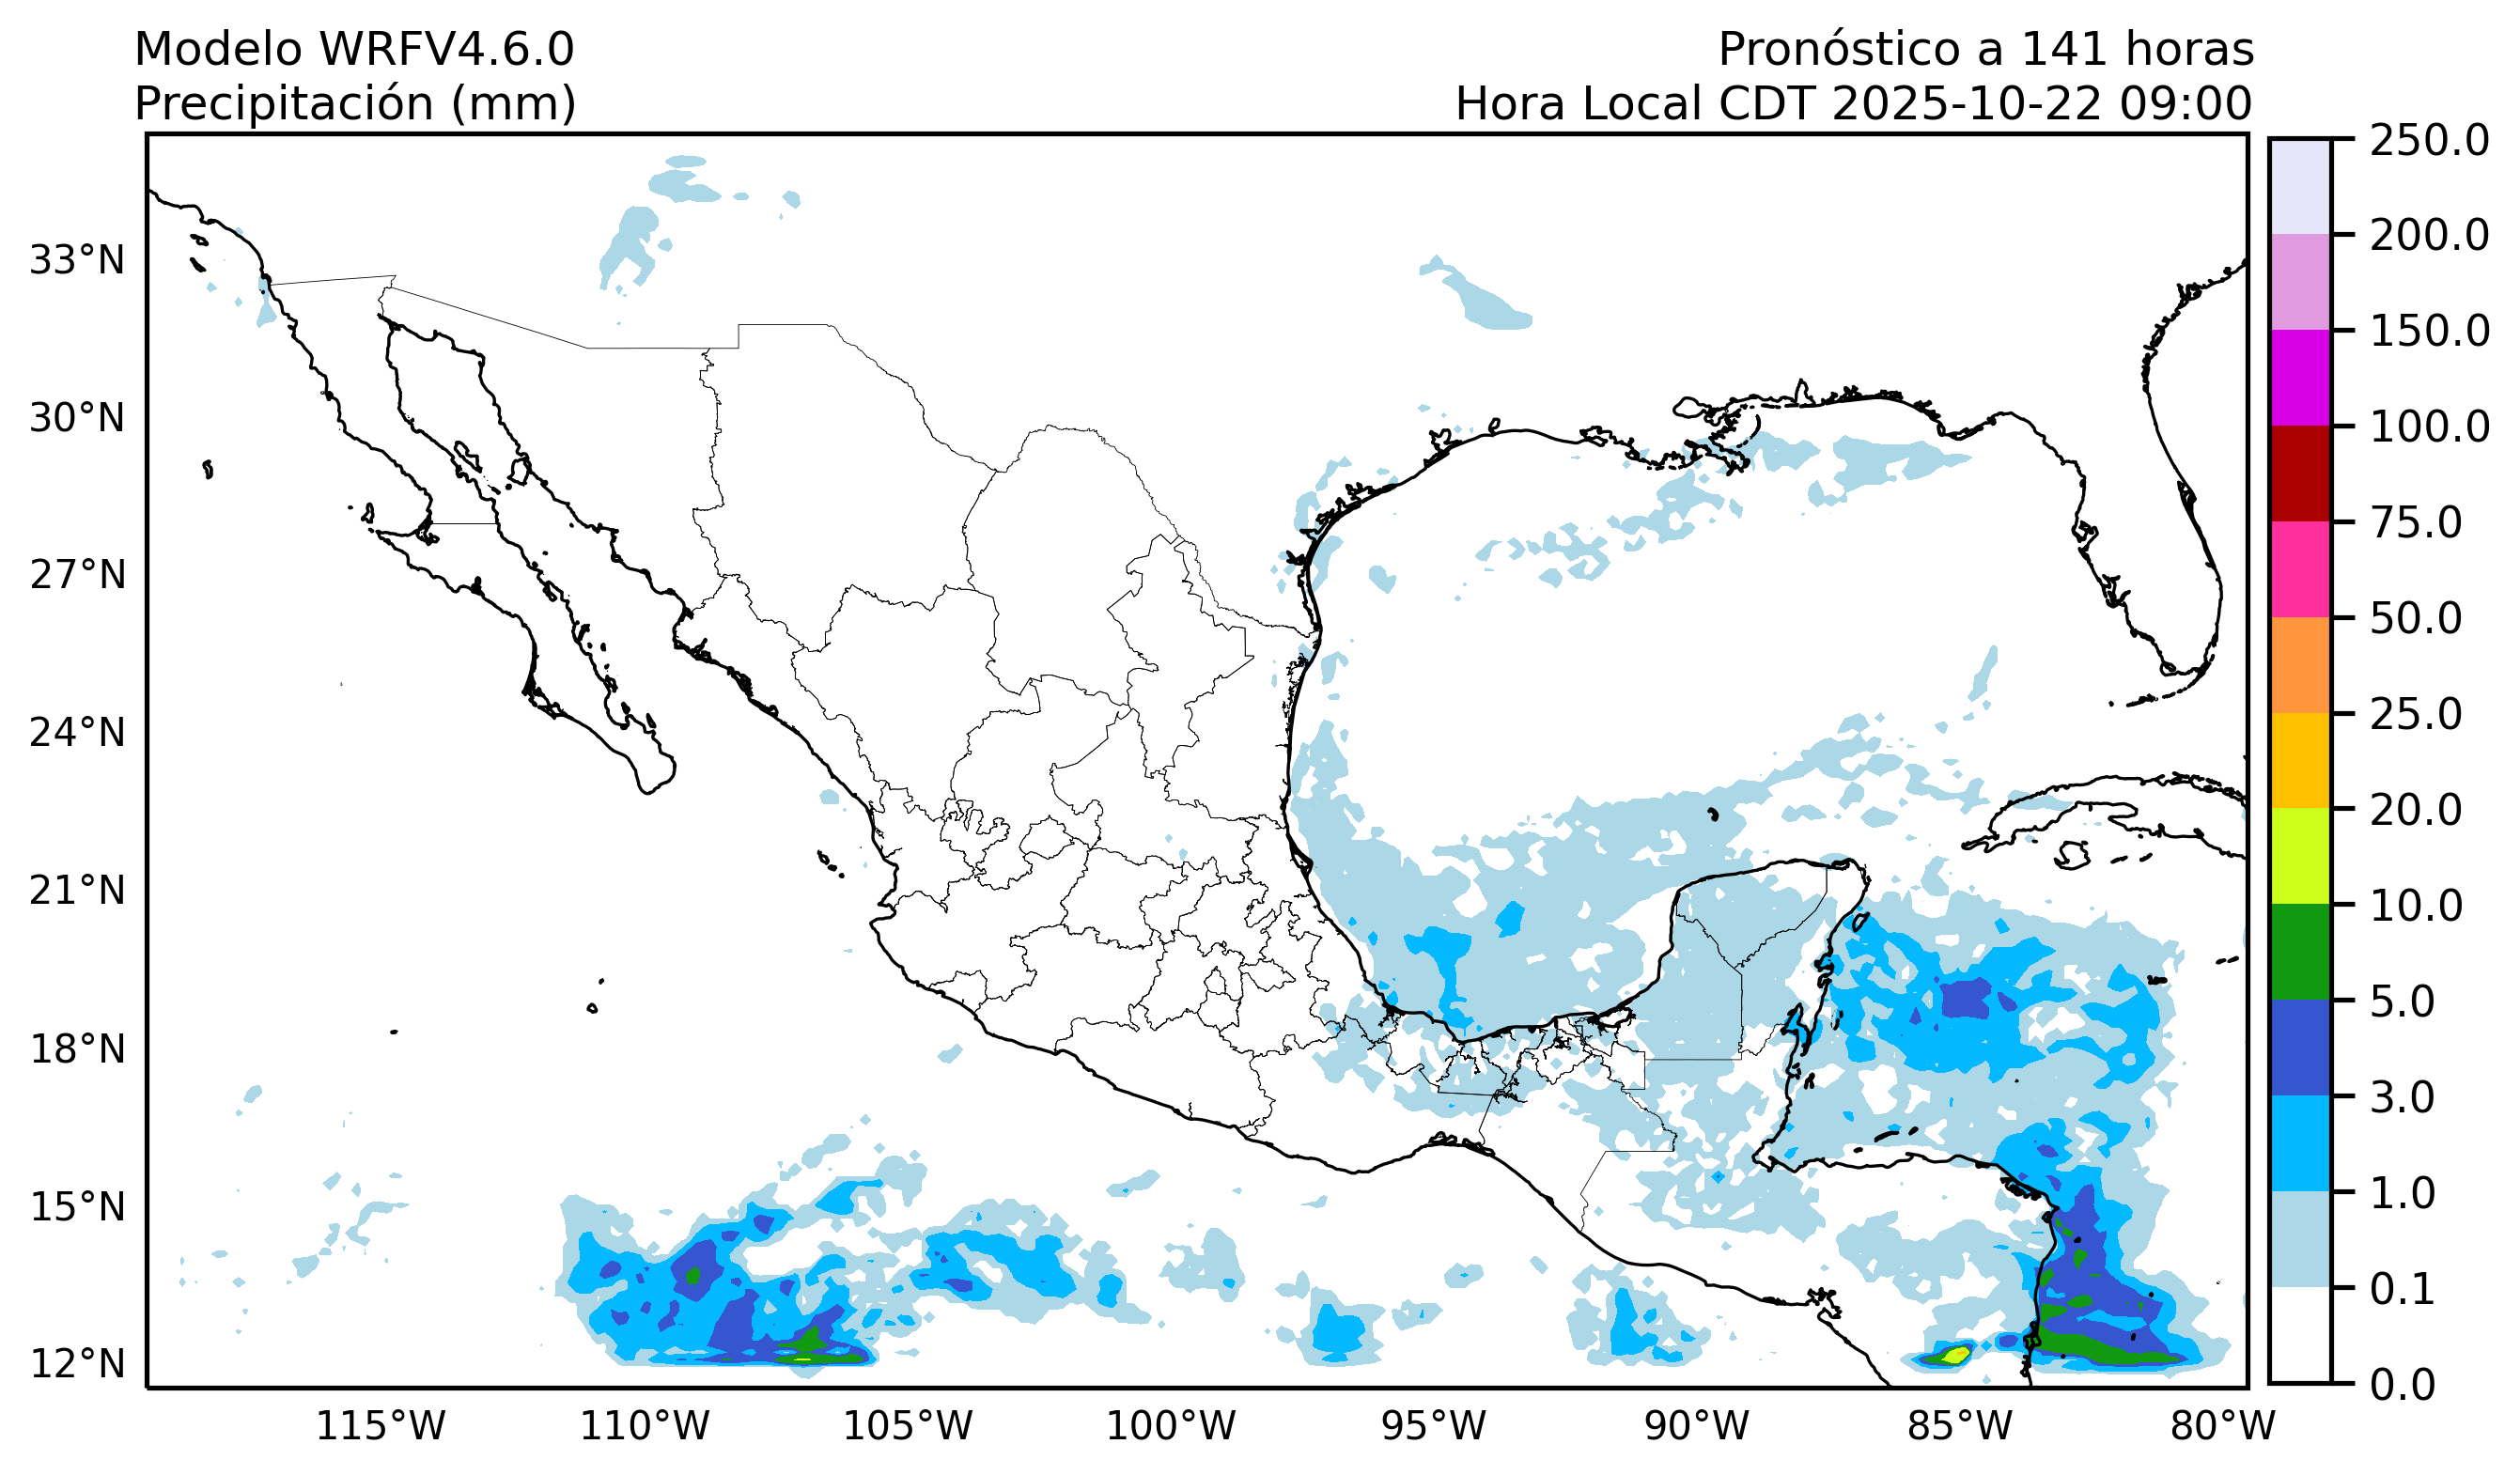 Modelo WRFV4.6.0
Pronóstico a 141 horas
Precipitación (mm)
Hora Local CDT 2025-10-22 09:00
250.0
200.0
150.0
100.0
75.0
50.0
25.0
20.0
10.0
5.0
3.0
1.0
0.1
0.0
33°N
30°N
27°N
24°N
21°N
18°N
15°N
12°N
115°W
110°W
105°W
100°W
95°W
90°W
85°W
80°W